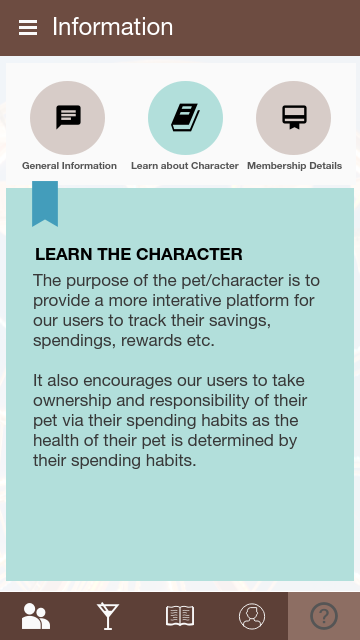 Information
General Information
Learn about Character
Membership Details
LEARN THE CHARACTER
The purpose of the pet/character is to
provide a more interative platform for
our users to track their savings,
spendings, rewards etc.
It also encourages our users to take
ownership and responsibility of their
pet via their spending habits as the
health of their pet is determined by
their spending habits.
?